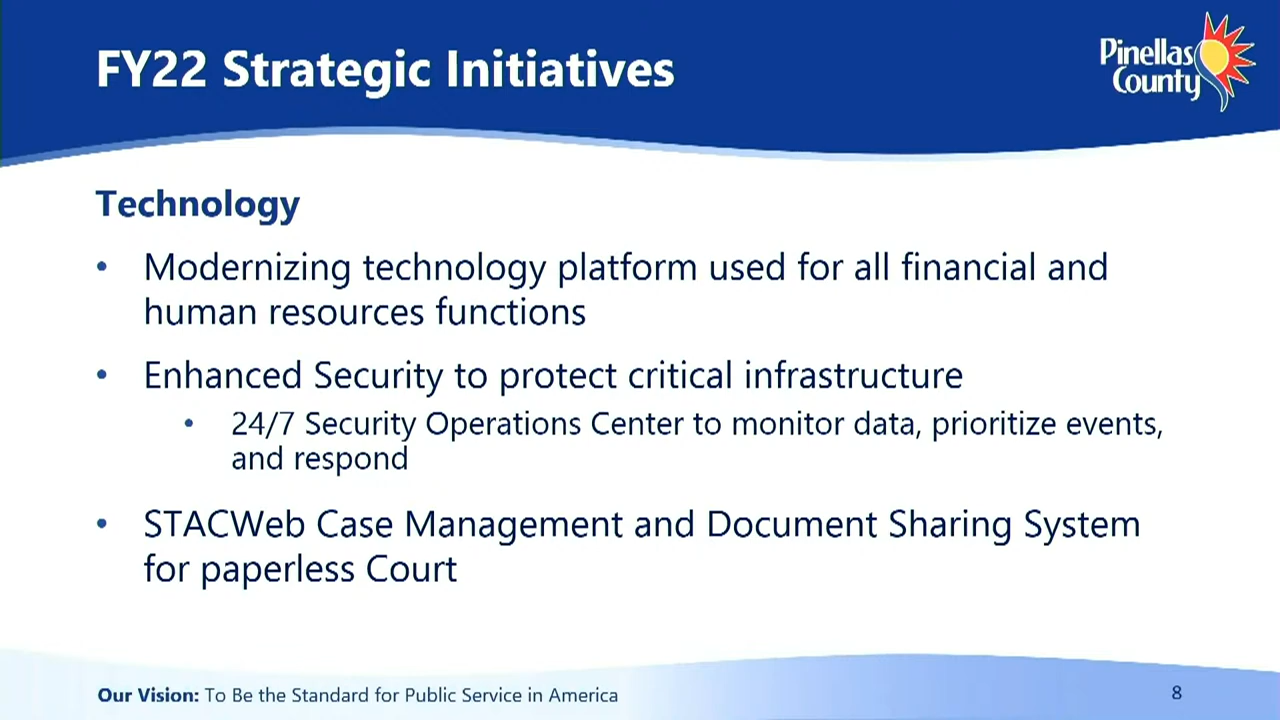 FY22 Strategic Initiatives
Pinellas
County
Technology
• Modernizing technology platform used for all financial and
human resources functions
• Enhanced Security to protect critical infrastructure
• 24/7 Security Operations Center to monitor data, prioritize events,
and respond
• STACWeb Case Management and Document Sharing System
for paperless Court
Our Vision: To Be the Standard for Public Service in America
8